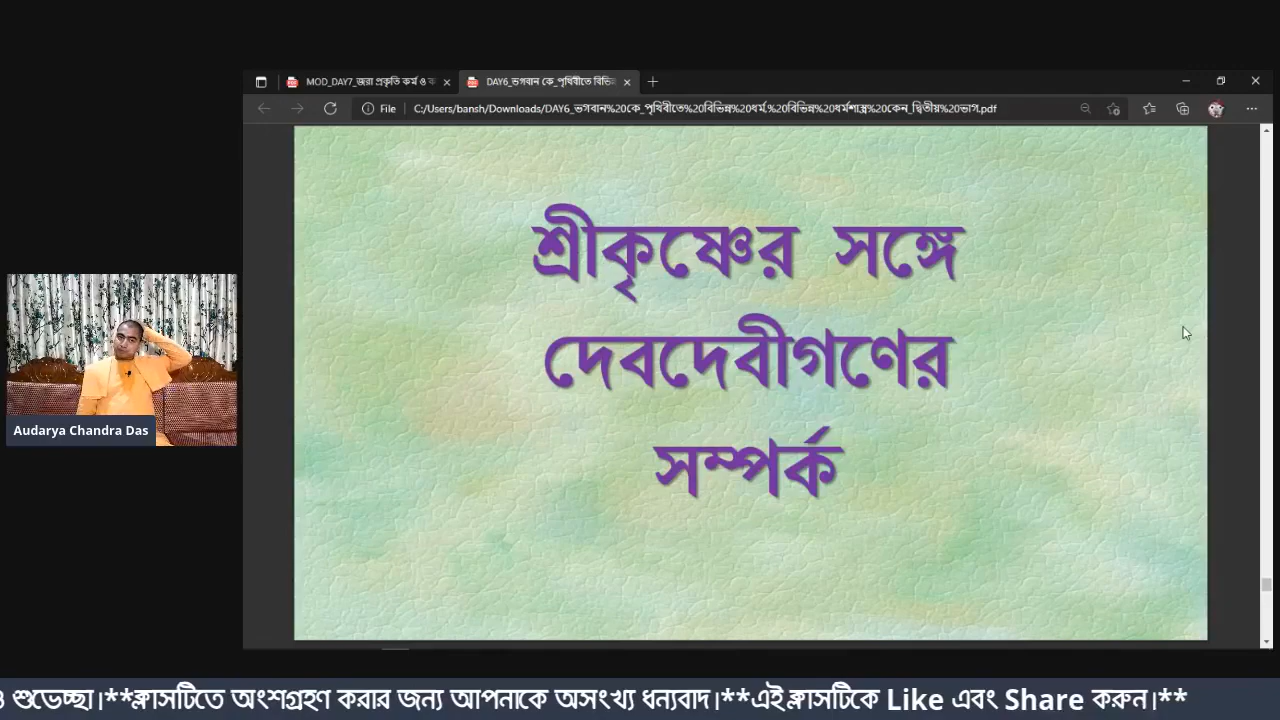 MOD_DAY7_জরা প্রকৃতি কর্ম ও ক
DAY6_ভগবান কে_পৃথিবীতে বিভিন্ন
File
C:/Users/bansh/Downloads/DAY6_ভগবান%20কে_পৃথিবীতে%20বিভিন্ন%20ধর্ম,%20বিভিন্ন%20ধর্মশাস্ত্র%20কেন_দ্বিতীয়%20ভাগ.pdf
শ্রীকৃষ্ণের সঙ্গে
দেবদেবীগণের
সম্পর্ক
Audarya Chandra Das
ও শুভেচ্ছা।**ক্লাসটিতে অংশগ্রহণ করার জন্য আপনাকে অসংখ্য ধন্যবাদ।**এই ক্লাসটিকে Like এবং Share করুন।**